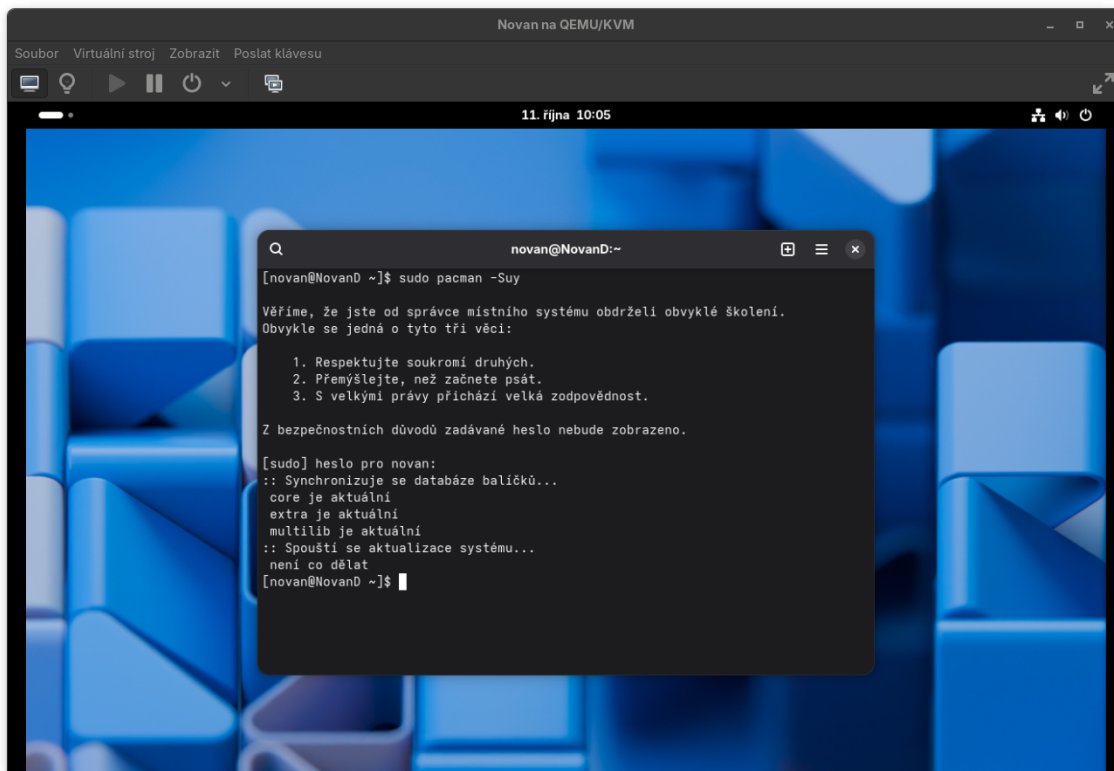 Novan na QEMU/KVM
Soubor Virtuální stroj Zobrazit Poslat klávesu
11. října 10:05
novan@NovanD:~
[novan@NovanD ~]$ sudo pacman -Suy
Věříme, že jste od správce místního systému obdrželi obvyklé školení.
Obvykle se jedná o tyto tři věci:
1. Respektujte soukromí druhých.
2. Přemýšlejte, než začnete psát.
3. S velkými právy přichází velká zodpovědnost.
Z bezpečnostních důvodů zadávané heslo nebude zobrazeno.
[sudo] heslo pro novan:
:: Synchronizuje se databáze balíčků...
core je aktuální
extra je aktuální
multilib je aktuální
:: Spouští se aktualizace systému...
není co dělat
[novan@NovanD ~]$